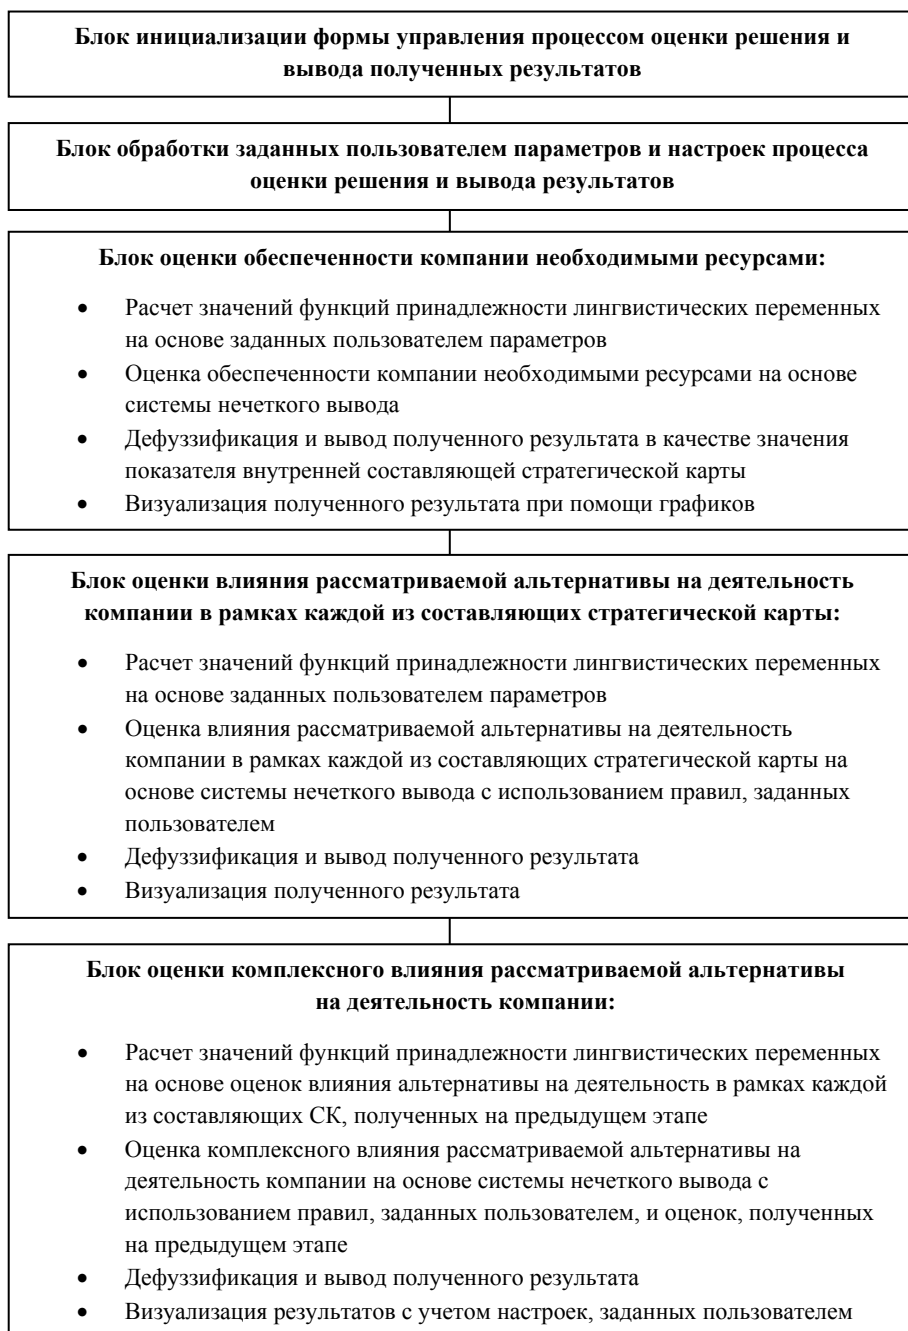 Блок инициализации формы управления процессом оценки решения и
вывода полученных результатов
Блок обработки заданных пользователем параметров и настроек процесса
оценки решения и вывода результатов
Блок оценки обеспеченности компании необходимыми ресурсами:
• Расчет значений функций принадлежности лингвистических переменных
на основе заданных пользователем параметров
• Оценка обеспеченности компании необходимыми ресурсами на основе
системы нечеткого вывода
• Дефуззификация и вывод полученного результата в качестве значения
показателя внутренней составляющей стратегической карты
• Визуализация полученного результата при помощи графиков
Блок оценки влияния рассматриваемой альтернативы на деятельность
компании в рамках каждой из составляющих стратегической карты:
• Расчет значений функций принадлежности лингвистических переменных
на основе заданных пользователем параметров
• Оценка влияния рассматриваемой альтернативы на деятельность
компании в рамках каждой из составляющих стратегической карты на
основе системы нечеткого вывода с использованием правил, заданных
пользователем
• Дефуззификация и вывод полученного результата
• Визуализация полученного результата
Блок оценки комплексного влияния рассматриваемой альтернативы
на деятельность компании:
• Расчет значений функций принадлежности лингвистических переменных
на основе оценок влияния альтернативы на деятельность в рамках каждой
из составляющих СК, полученных на предыдущем этапе
• Оценка комплексного влияния рассматриваемой альтернативы на
деятельность компании на основе системы нечеткого вывода с
использованием правил, заданных пользователем, и оценок, полученных
на предыдущем этапе
• Дефуззификация и вывод полученного результата
• Визуализация результатов с учетом настроек, заданных пользователем